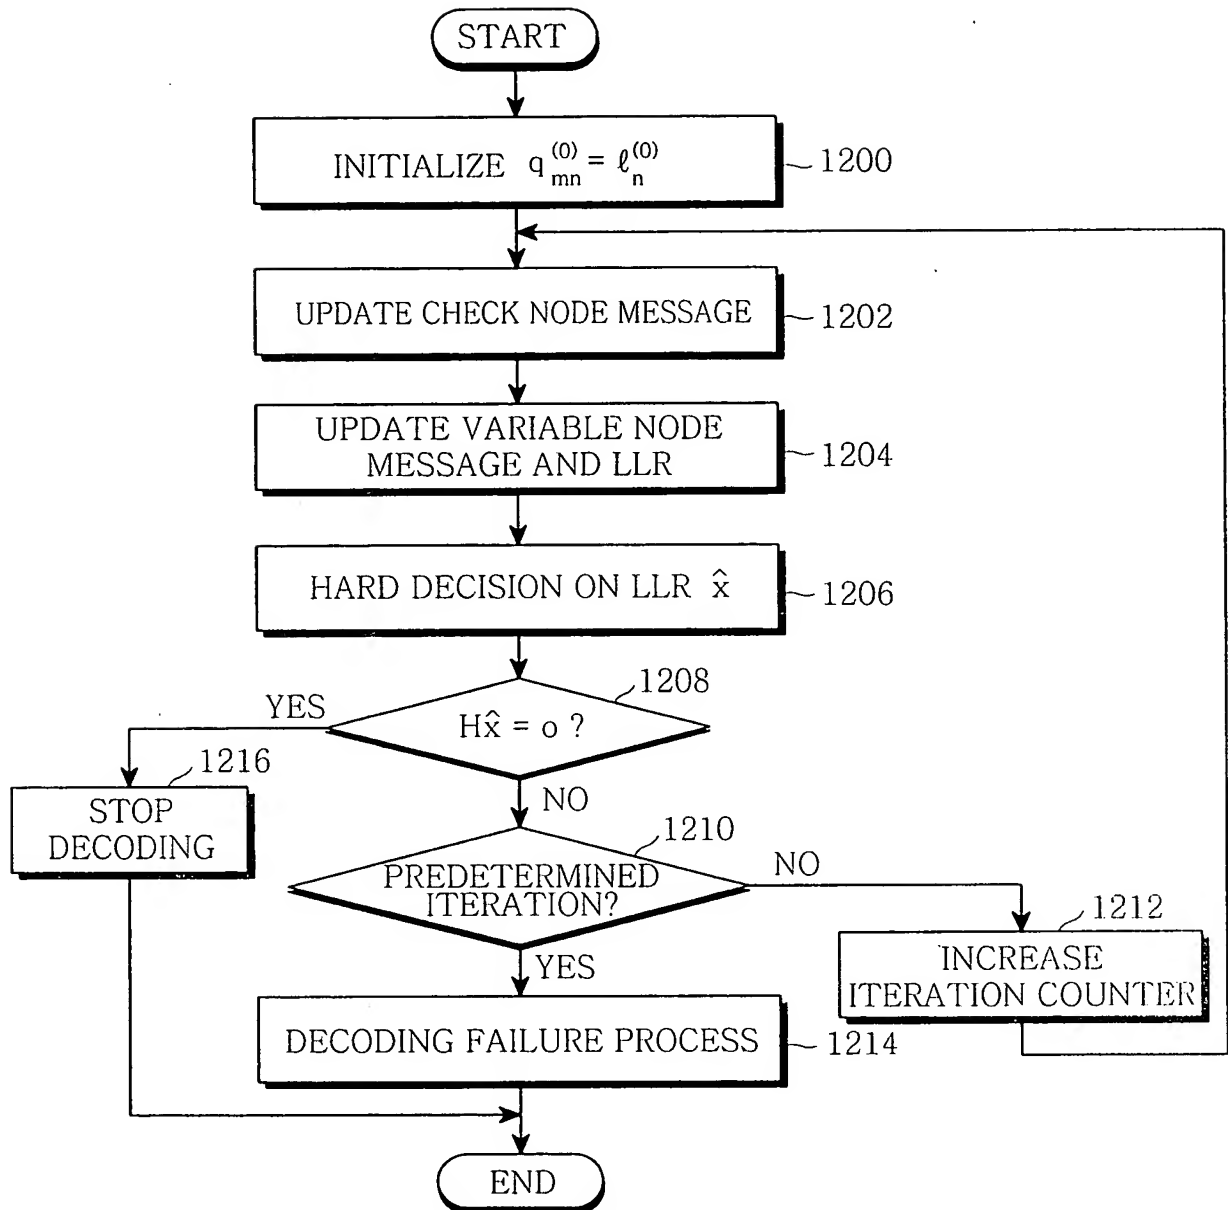 START
INITIALIZE q_{mn}^{(0)} = ℓ_n^{(0)}
1200
UPDATE CHECK NODE MESSAGE
1202
UPDATE VARIABLE NODE
MESSAGE AND LLR
1204
HARD DECISION ON LLR x̂
1206
1208
YES
Hx̂ = o ?
1216
STOP
DECODING
NO
1210
PREDETERMINED
ITERATION?
NO
1212
INCREASE
ITERATION COUNTER
YES
DECODING FAILURE PROCESS
1214
END